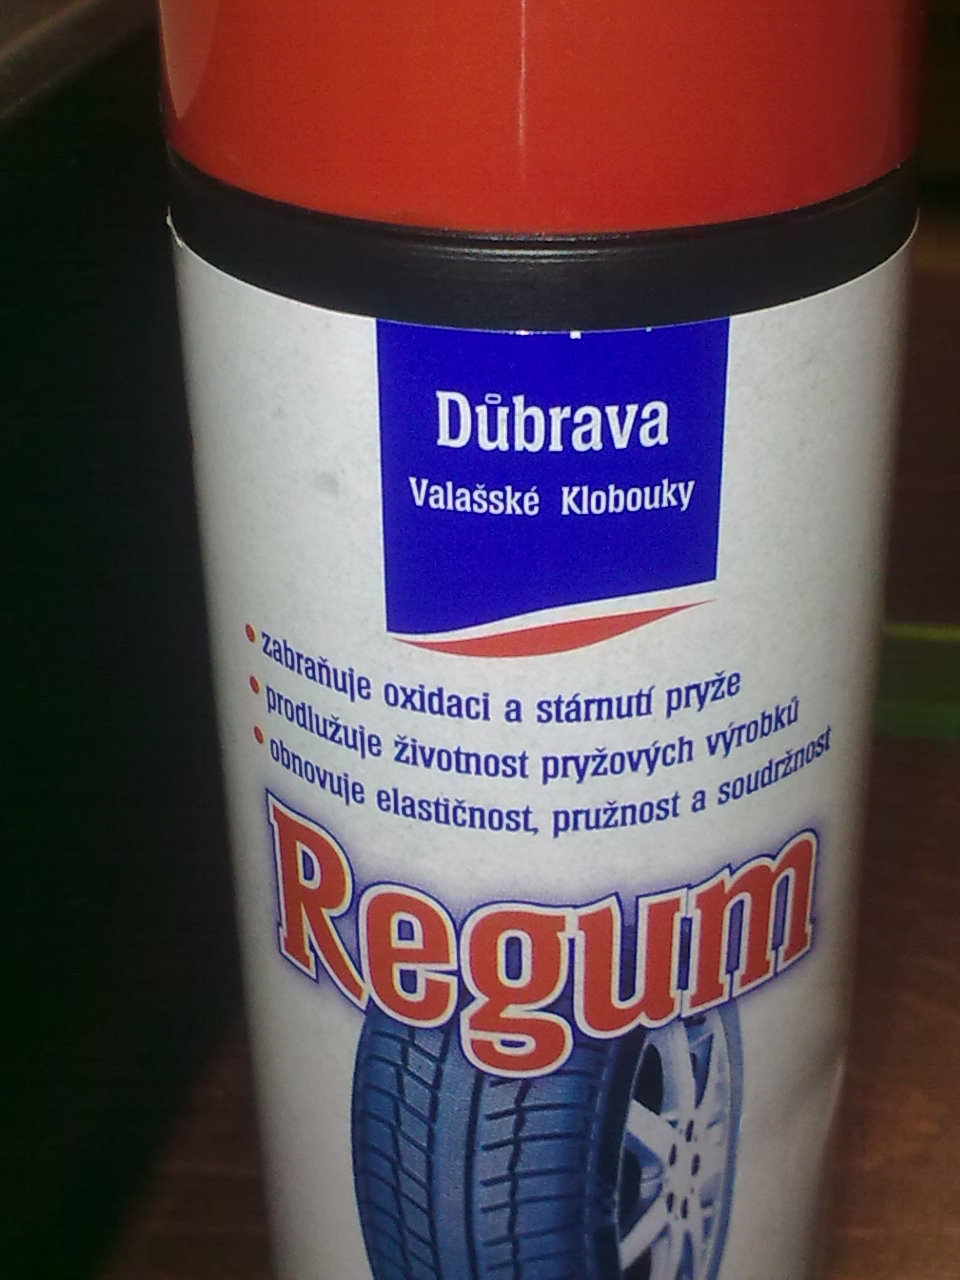 Důbrava
Valašské Klobouky
• zabraňuje oxidaci a stárnutí pryže
• prodlužuje životnost pryžových výrobků
• obnovuje elastičnost, pružnost a soudržnost
Regum